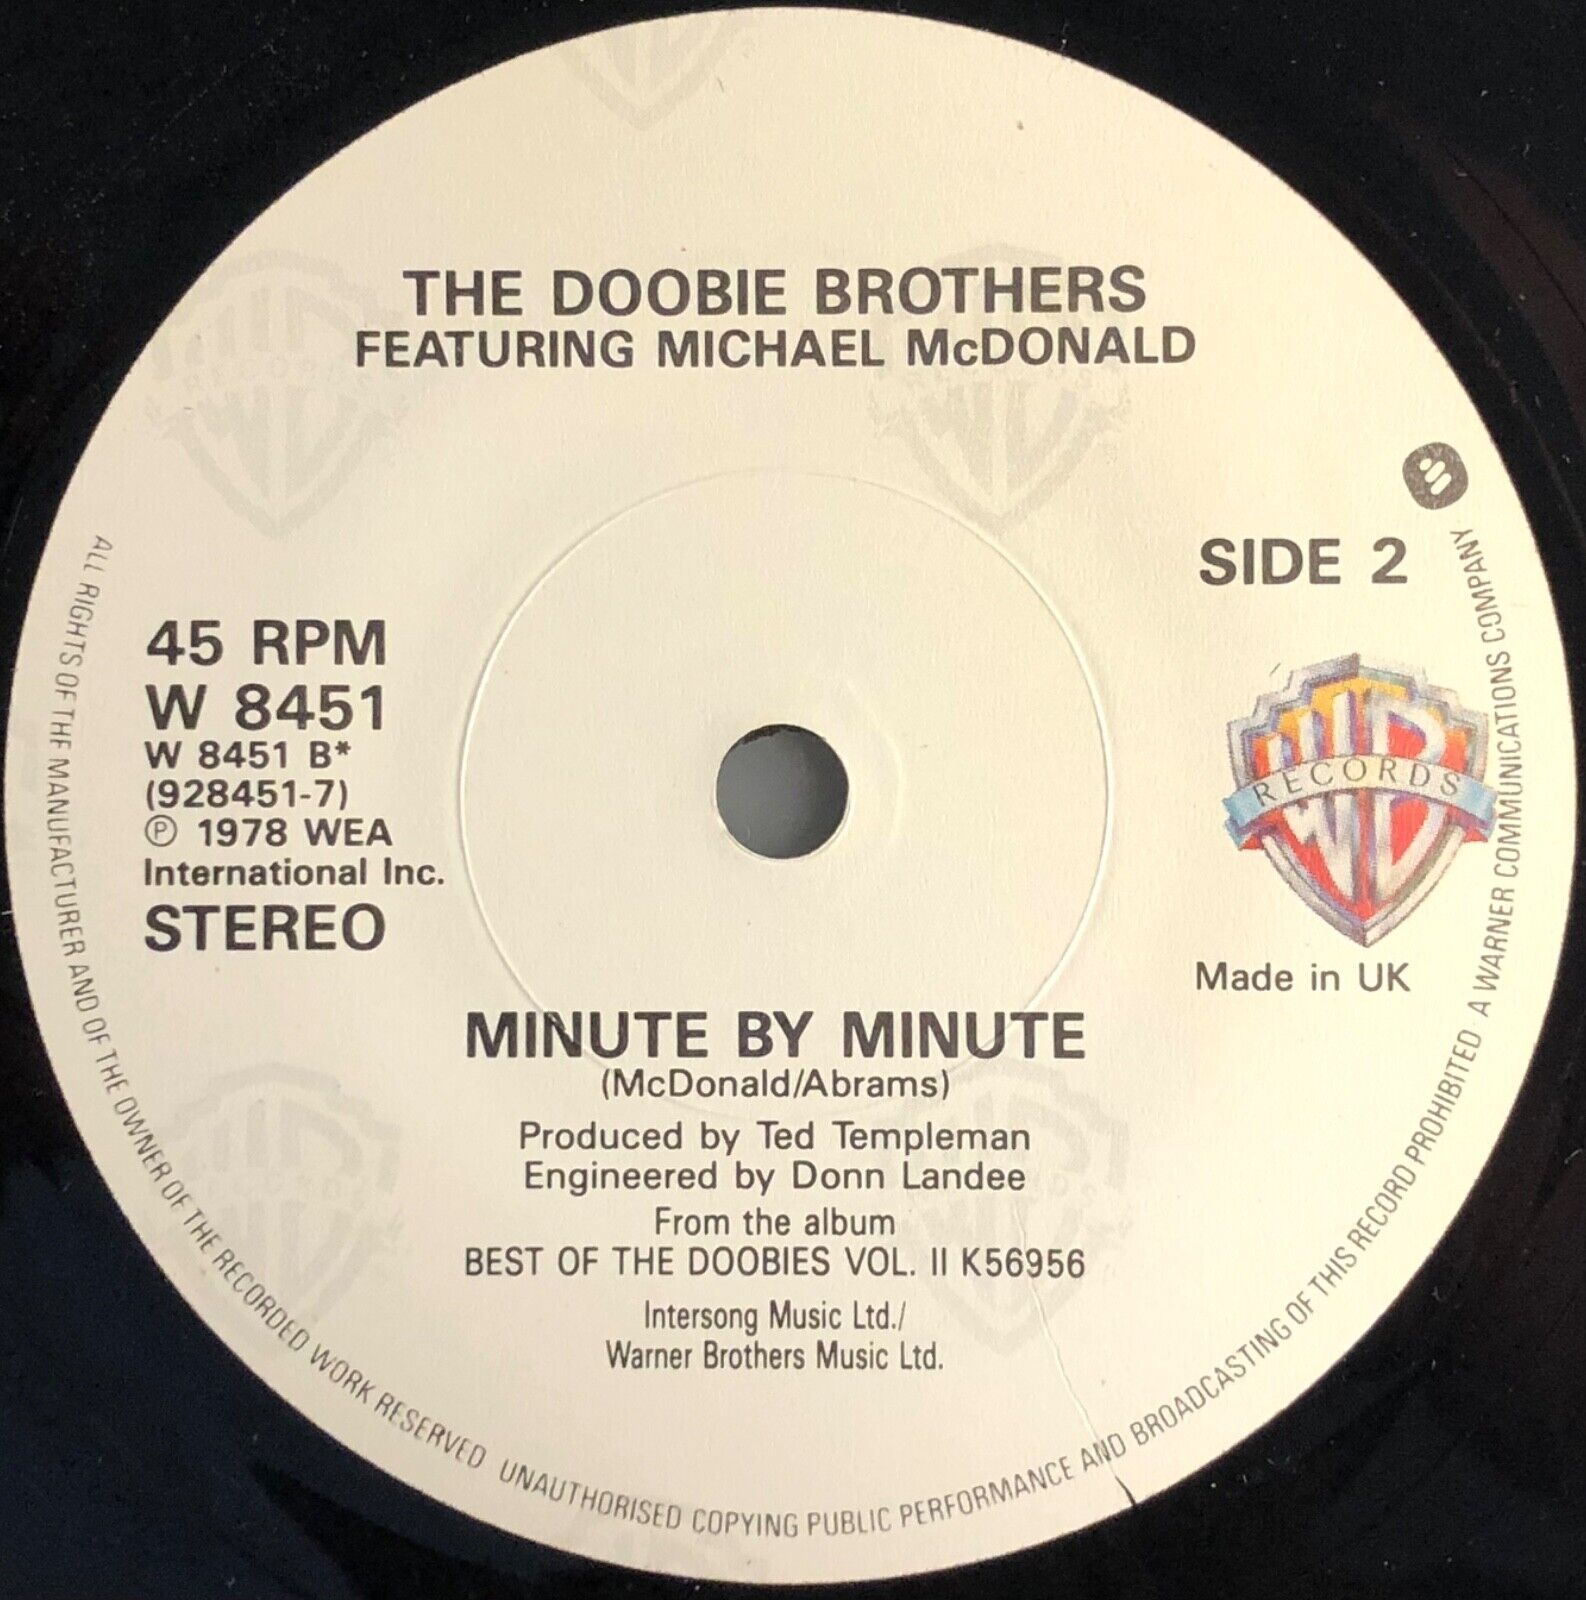 THE DOOBIE BROTHERS
FEATURING MICHAEL McDONALD
SIDE 2
45 RPM
W 8451
W 8451 B*
(928451-7)
℗ 1978 WEA
International Inc.
STEREO
RECORDS
Made in UK
MINUTE BY MINUTE
(McDonald/Abrams)
Produced by Ted Templeman
Engineered by Donn Landee
From the album
BEST OF THE DOOBIES VOL. II K56956
Intersong Music Ltd./
Warner Brothers Music Ltd.
ALL RIGHTS OF THE MANUFACTURER AND OF THE OWNER OF THE RECORDED WORK RESERVED UNAUTHORISED COPYING PUBLIC PERFORMANCE AND BROADCASTING OF THIS RECORD PROHIBITED A WARNER COMMUNICATIONS COMPANY